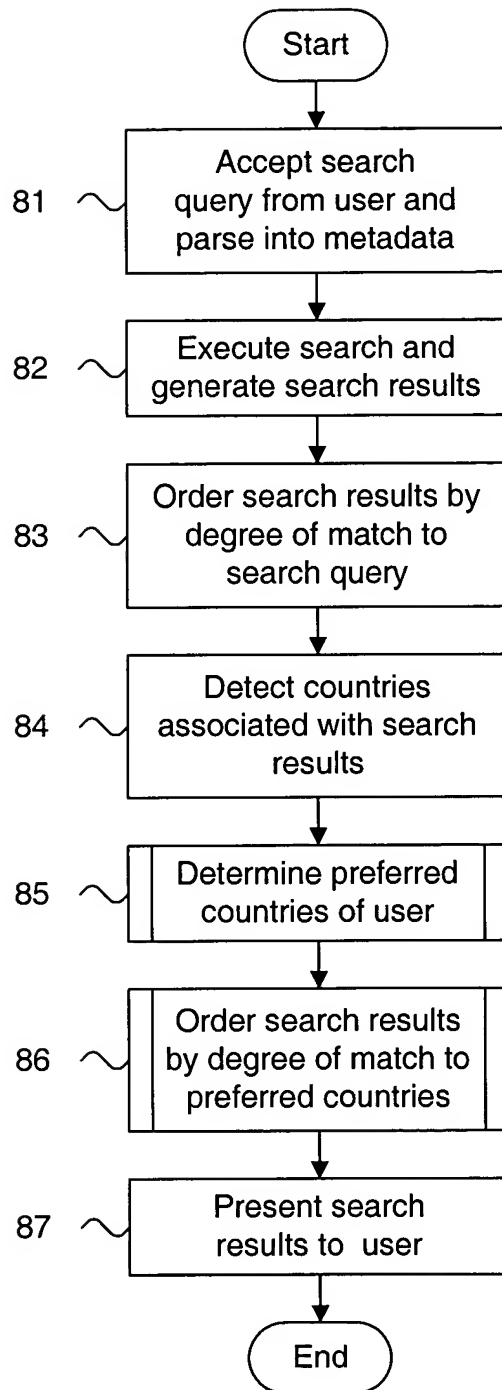 Start
81
Accept search
query from user and
parse into metadata
82
Execute search and
generate search results
83
Order search results by
degree of match to
search query
84
Detect countries
associated with search
results
85
Determine preferred
countries of user
86
Order search results
by degree of match to
preferred countries
87
Present search
results to user
End